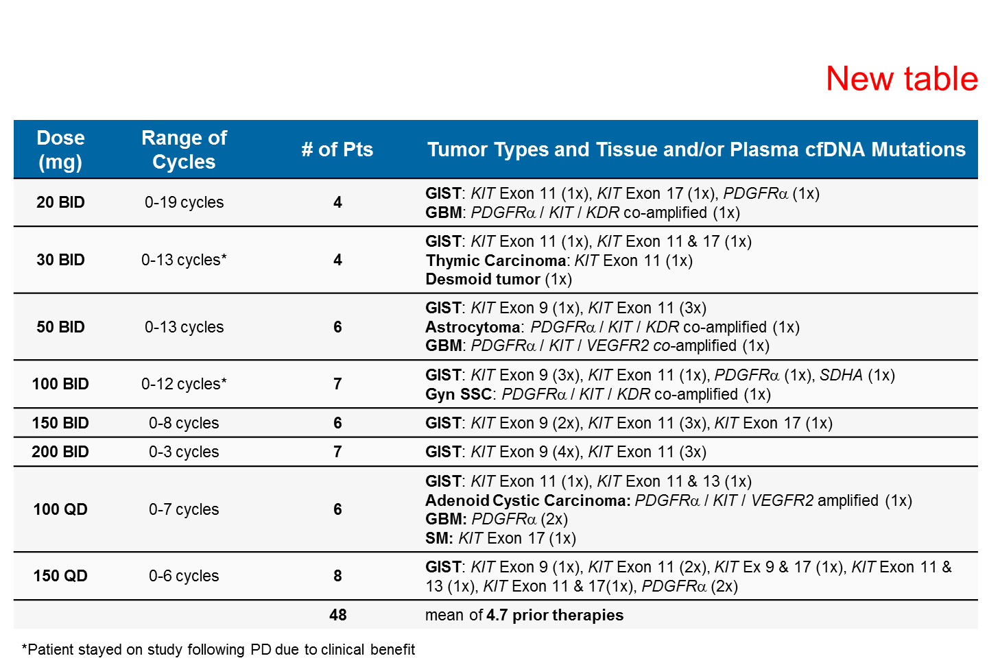 New table
Dose (mg) Range of Cycles # of Pts Tumor Types and Tissue and/or Plasma cfDNA Mutations
20 BID 0-19 cycles 4 GIST: KIT Exon 11 (1x), KIT Exon 17 (1x), PDGFRα (1x)
GBM: PDGFRα / KIT / KDR co-amplified (1x)
30 BID 0-13 cycles* 4 GIST: KIT Exon 11 (1x), KIT Exon 11 & 17 (1x)
Thymic Carcinoma: KIT Exon 11 (1x)
Desmoid tumor (1x)
50 BID 0-13 cycles 6 GIST: KIT Exon 9 (1x), KIT Exon 11 (3x)
Astrocytoma: PDGFRα / KIT / KDR co-amplified (1x)
GBM: PDGFRα / KIT / VEGFR2 co-amplified (1x)
100 BID 0-12 cycles* 7 GIST: KIT Exon 9 (3x), KIT Exon 11 (1x), PDGFRα (1x), SDHA (1x)
Gyn SSC: PDGFRα / KIT / KDR co-amplified (1x)
150 BID 0-8 cycles 6 GIST: KIT Exon 9 (2x), KIT Exon 11 (3x), KIT Exon 17 (1x)
200 BID 0-3 cycles 7 GIST: KIT Exon 9 (4x), KIT Exon 11 (3x)
100 QD 0-7 cycles 6 GIST: KIT Exon 11 (1x), KIT Exon 11 & 13 (1x)
Adenoid Cystic Carcinoma: PDGFRα / KIT / VEGFR2 amplified (1x)
GBM: PDGFRα (2x)
SM: KIT Exon 17 (1x)
150 QD 0-6 cycles 8 GIST: KIT Exon 9 (1x), KIT Exon 11 (2x), KIT Ex 9 & 17 (1x), KIT Exon 11 &
13 (1x), KIT Exon 11 & 17(1x), PDGFRα (2x)
48 mean of 4.7 prior therapies
*Patient stayed on study following PD due to clinical benefit